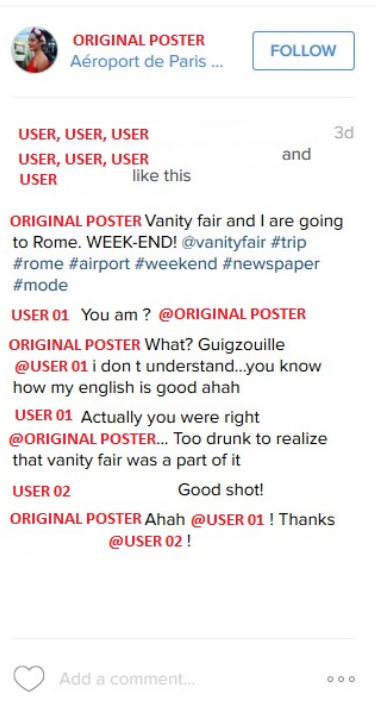 ORIGINAL POSTER
Aéroport de Paris ...
FOLLOW
USER, USER, USER
3d
USER, USER, USER and
USER like this
ORIGINAL POSTER Vanity fair and I are going
to Rome. WEEK-END! @vanityfair #trip
#rome #airport #weekend #newspaper
#mode
USER 01 You am ? @ORIGINAL POSTER
ORIGINAL POSTER What? Guigzouille
@USER 01 i don t understand...you know
how my english is good ahah
USER 01 Actually you were right
@ORIGINAL POSTER... Too drunk to realize
that vanity fair was a part of it
USER 02 Good shot!
ORIGINAL POSTER Ahah @USER 01 ! Thanks
@USER 02 !
Add a comment...